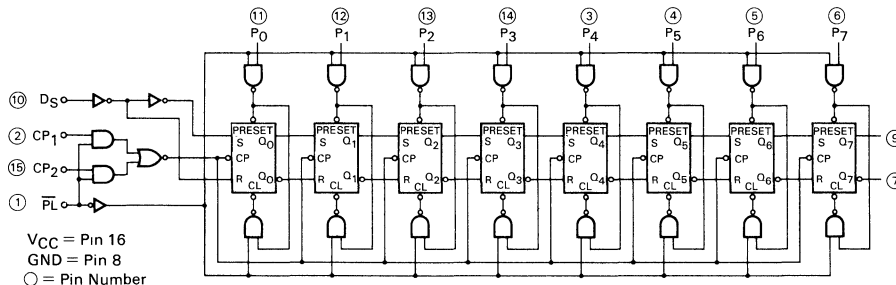 ⑪ ⑫ ⑬ ⑭ ③ ④ ⑤ ⑥
P0 P1 P2 P3 P4 P5 P6 P7
⑩ DS
② CP1
⑮ CP2
① PL
PRESET PRESET PRESET PRESET PRESET PRESET PRESET PRESET
S Q0 S Q1 S Q2 S Q3 S Q4 S Q5 S Q6 S Q7 ⑨
CP CP CP CP CP CP CP CP
R Q0 R Q1 R Q2 R Q3 R Q4 R Q5 R Q6 R Q7 ⑦
CL CL CL CL CL CL CL CL
VCC = Pin 16
GND = Pin 8
○ = Pin Number